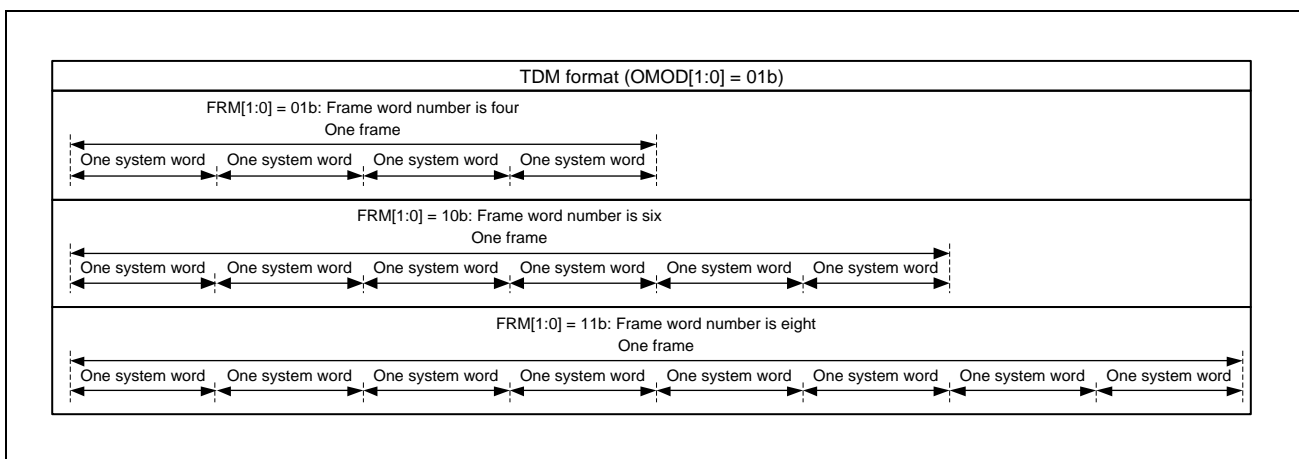 TDM format (OMOD[1:0] = 01b)
FRM[1:0] = 01b: Frame word number is four
One frame
One system word One system word One system word One system word
FRM[1:0] = 10b: Frame word number is six
One frame
One system word One system word One system word One system word One system word One system word
FRM[1:0] = 11b: Frame word number is eight
One frame
One system word One system word One system word One system word One system word One system word One system word One system word